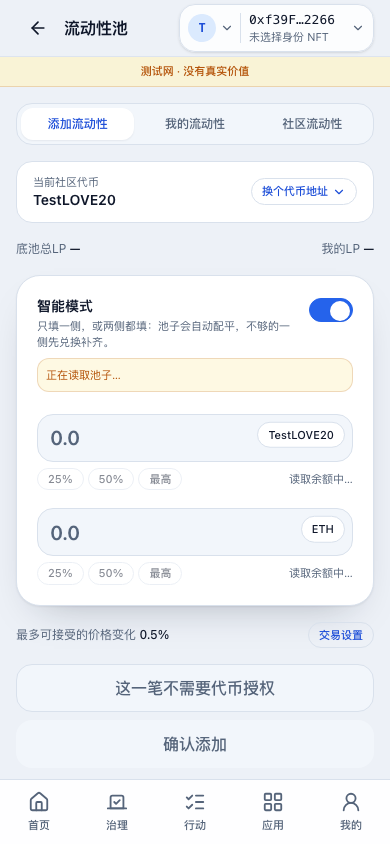 流动性池
T
0xf39F…2266
未选择身份 NFT
测试网 · 没有真实价值
添加流动性
我的流动性
社区流动性
当前社区代币
TestLOVE20
换个代币地址
底池总LP —
我的LP —
智能模式
只填一侧，或两侧都填：池子会自动配平，不够的一
侧先兑换补齐。
正在读取池子…
0.0
TestLOVE20
25%
50%
最高
读取余额中…
0.0
ETH
25%
50%
最高
读取余额中…
最多可接受的价格变化 0.5%
交易设置
这一笔不需要代币授权
确认添加
首页
治理
行动
应用
我的